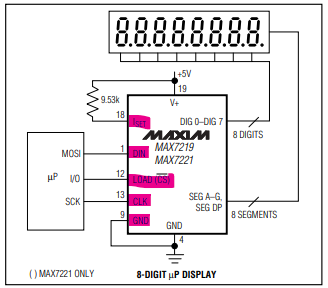 8.8.8.8.8.8.8.8.
+5V
9.53k
19
V+
18
ISET
DIG 0–DIG 7
8 DIGITS
MAXIM
MAX7219
MAX7221
MOSI
1
DIN
µP
I/O
12
LOAD (CS)
SCK
13
CLK
SEG A–G,
SEG DP
8 SEGMENTS
9
GND
GND
4
( ) MAX7221 ONLY
8-DIGIT µP DISPLAY